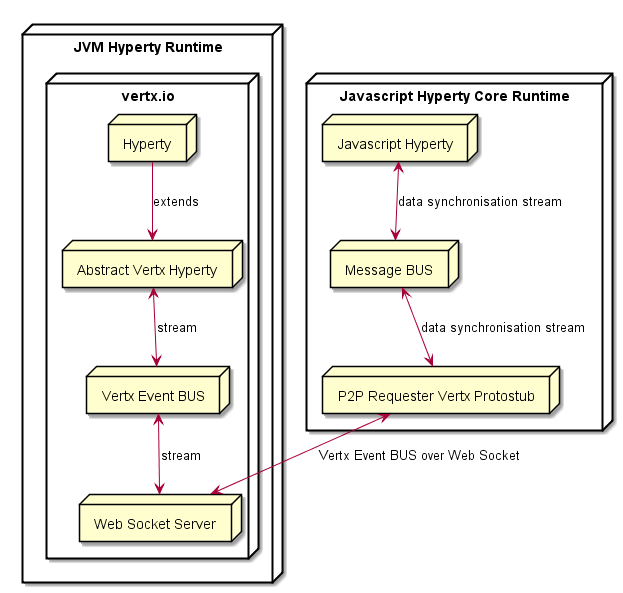 JVM Hyperty Runtime
vertx.io
Hyperty
extends
Abstract Vertx Hyperty
stream
Vertx Event BUS
stream
Web Socket Server
Javascript Hyperty Core Runtime
Javascript Hyperty
data synchronisation stream
Message BUS
data synchronisation stream
P2P Requester Vertx Protostub
Vertx Event BUS over Web Socket